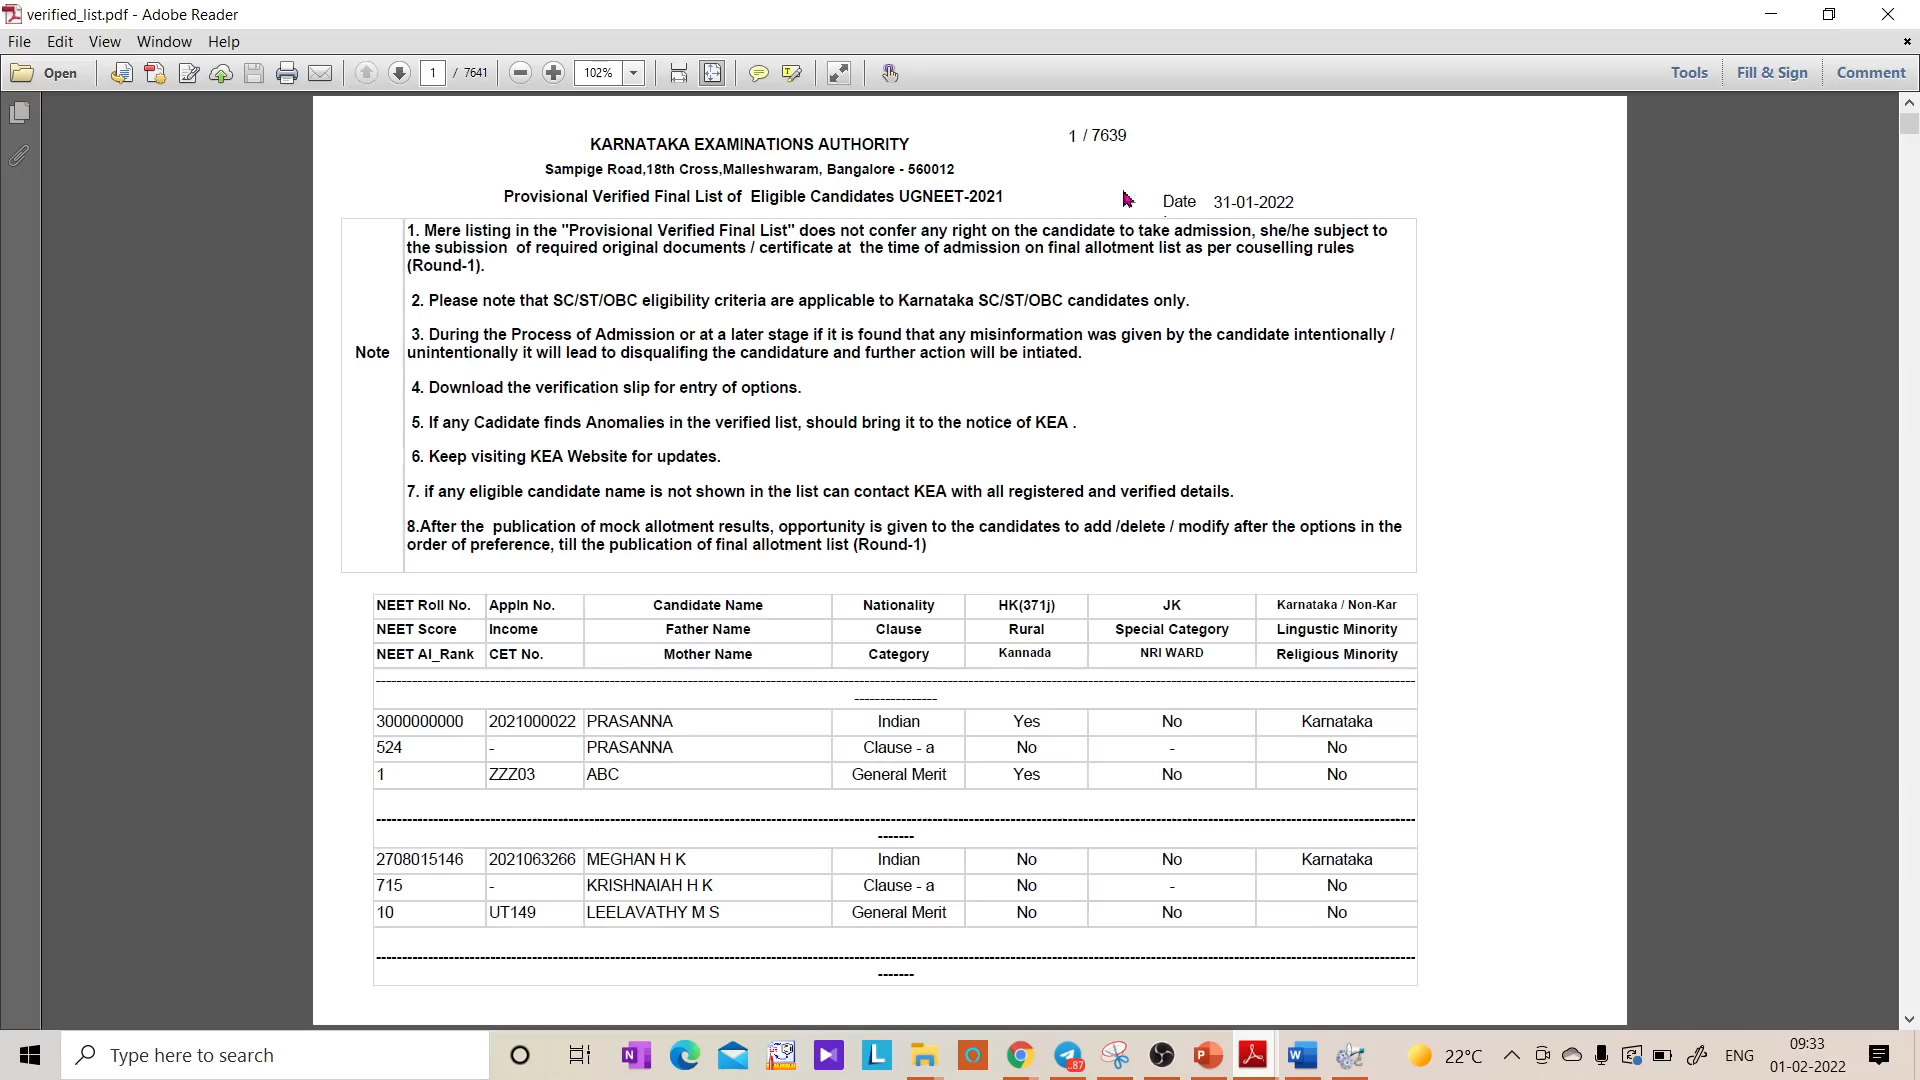 verified_list.pdf - Adobe Reader
File Edit View Window Help
Open 1 / 7641 102% Tools Fill & Sign Comment
1 / 7639
KARNATAKA EXAMINATIONS AUTHORITY
Sampige Road,18th Cross,Malleshwaram, Bangalore - 560012
Provisional Verified Final List of Eligible Candidates UGNEET-2021
Date 31-01-2022
Note
1. Mere listing in the "Provisional Verified Final List" does not confer any right on the candidate to take admission, she/he subject to
the subission of required original documents / certificate at the time of admission on final allotment list as per couselling rules
(Round-1).
2. Please note that SC/ST/OBC eligibility criteria are applicable to Karnataka SC/ST/OBC candidates only.
3. During the Process of Admission or at a later stage if it is found that any misinformation was given by the candidate intentionally /
unintentionally it will lead to disqualifing the candidature and further action will be intiated.
4. Download the verification slip for entry of options.
5. If any Cadidate finds Anomalies in the verified list, should bring it to the notice of KEA .
6. Keep visiting KEA Website for updates.
7. if any eligible candidate name is not shown in the list can contact KEA with all registered and verified details.
8.After the publication of mock allotment results, opportunity is given to the candidates to add /delete / modify after the options in the
order of preference, till the publication of final allotment list (Round-1)
NEET Roll No. Appln No. Candidate Name Nationality HK(371j) JK Karnataka / Non-Kar
NEET Score Income Father Name Clause Rural Special Category Lingustic Minority
NEET AI_Rank CET No. Mother Name Category Kannada NRI WARD Religious Minority
3000000000 2021000022 PRASANNA Indian Yes No Karnataka
524 - PRASANNA Clause - a No - No
1 ZZZ03 ABC General Merit Yes No No
2708015146 2021063266 MEGHAN H K Indian No No Karnataka
715 - KRISHNAIAH H K Clause - a No - No
10 UT149 LEELAVATHY M S General Merit No No No
Type here to search
87
22°C
ENG
09:33
01-02-2022